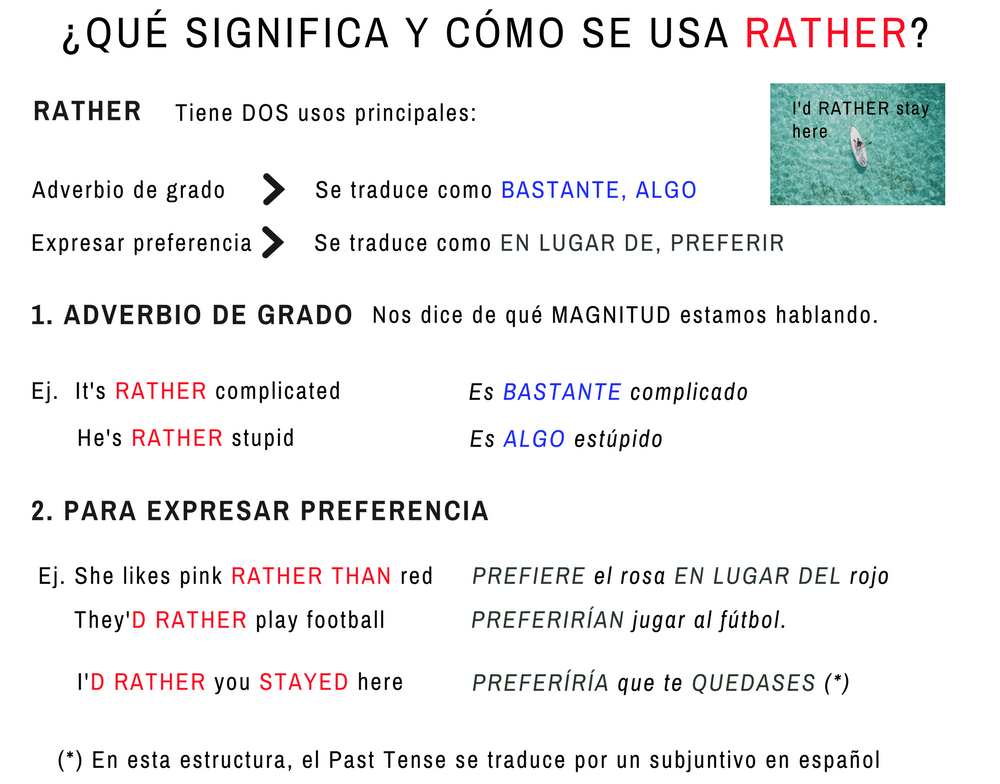 ¿QUÉ SIGNIFICA Y CÓMO SE USA RATHER?
RATHER Tiene DOS usos principales:
I'd RATHER stay
here
Adverbio de grado > Se traduce como BASTANTE, ALGO
Expresar preferencia > Se traduce como EN LUGAR DE, PREFERIR
1. ADVERBIO DE GRADO Nos dice de qué MAGNITUD estamos hablando.
Ej. It's RATHER complicated Es BASTANTE complicado
He's RATHER stupid Es ALGO estúpido
2. PARA EXPRESAR PREFERENCIA
Ej. She likes pink RATHER THAN red PREFIERE el rosa EN LUGAR DEL rojo
They'D RATHER play football PREFERIRÍAN jugar al fútbol.
I'D RATHER you STAYED here PREFERÍRÍA que te QUEDASES (*)
(*) En esta estructura, el Past Tense se traduce por un subjuntivo en español